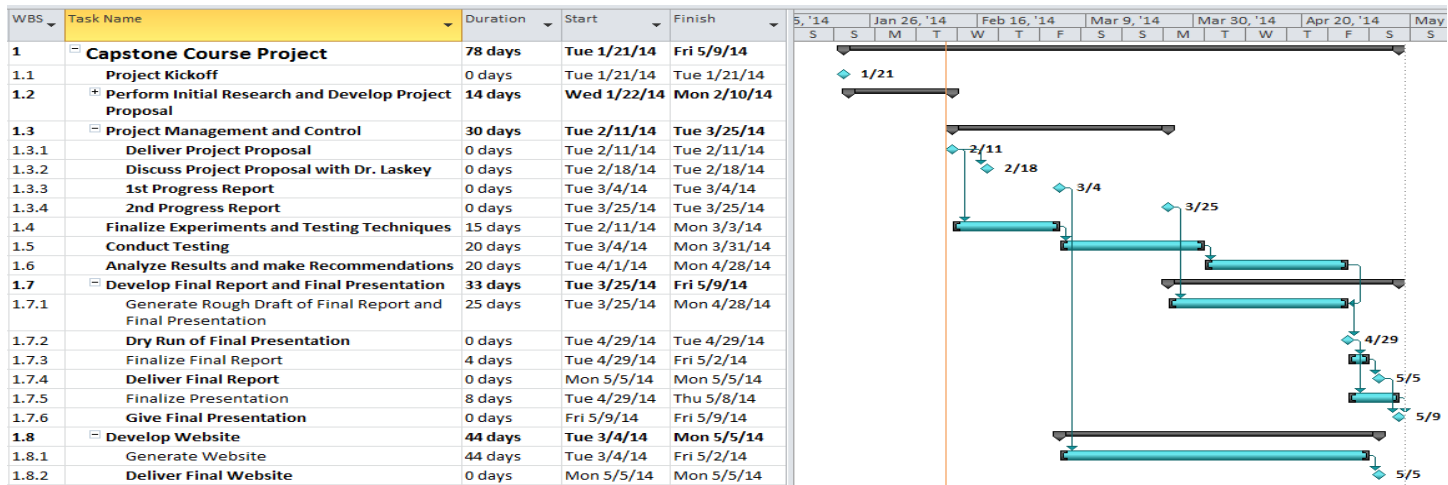 WBS Task Name Duration Start Finish 5, '14 Jan 26, '14 Feb 16, '14 Mar 9, '14 Mar 30, '14 Apr 20, '14 May
S S M T W T F S S M T W T F S S
1 Capstone Course Project 78 days Tue 1/21/14 Fri 5/9/14
1.1 Project Kickoff 0 days Tue 1/21/14 Tue 1/21/14 1/21
1.2 Perform Initial Research and Develop Project 14 days Wed 1/22/14 Mon 2/10/14
Proposal
1.3 Project Management and Control 30 days Tue 2/11/14 Tue 3/25/14
1.3.1 Deliver Project Proposal 0 days Tue 2/11/14 Tue 2/11/14 2/11
1.3.2 Discuss Project Proposal with Dr. Laskey 0 days Tue 2/18/14 Tue 2/18/14 2/18
1.3.3 1st Progress Report 0 days Tue 3/4/14 Tue 3/4/14 3/4
1.3.4 2nd Progress Report 0 days Tue 3/25/14 Tue 3/25/14 3/25
1.4 Finalize Experiments and Testing Techniques 15 days Tue 2/11/14 Mon 3/3/14
1.5 Conduct Testing 20 days Tue 3/4/14 Mon 3/31/14
1.6 Analyze Results and make Recommendations 20 days Tue 4/1/14 Mon 4/28/14
1.7 Develop Final Report and Final Presentation 33 days Tue 3/25/14 Fri 5/9/14
1.7.1 Generate Rough Draft of Final Report and 25 days Tue 3/25/14 Mon 4/28/14
Final Presentation
1.7.2 Dry Run of Final Presentation 0 days Tue 4/29/14 Tue 4/29/14 4/29
1.7.3 Finalize Final Report 4 days Tue 4/29/14 Fri 5/2/14
1.7.4 Deliver Final Report 0 days Mon 5/5/14 Mon 5/5/14 5/5
1.7.5 Finalize Presentation 8 days Tue 4/29/14 Thu 5/8/14
1.7.6 Give Final Presentation 0 days Fri 5/9/14 Fri 5/9/14 5/9
1.8 Develop Website 44 days Tue 3/4/14 Mon 5/5/14
1.8.1 Generate Website 44 days Tue 3/4/14 Fri 5/2/14
1.8.2 Deliver Final Website 0 days Mon 5/5/14 Mon 5/5/14 5/5